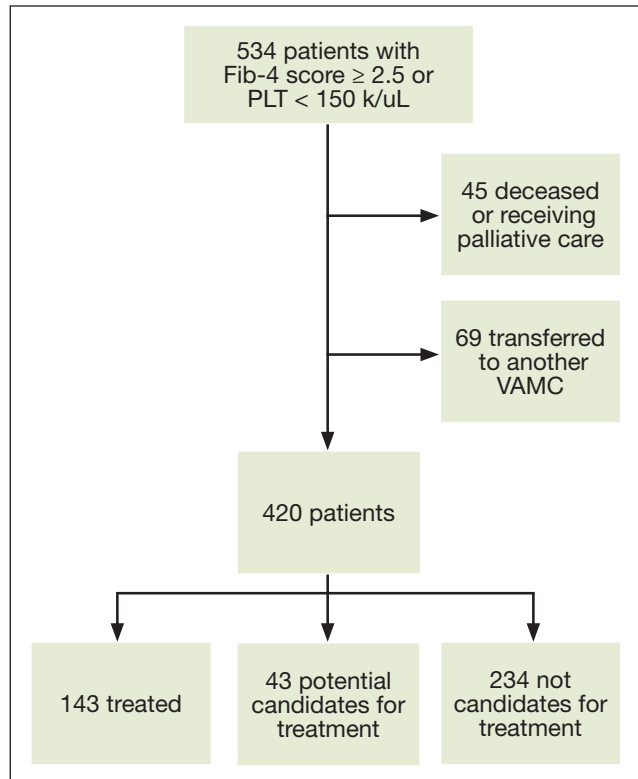 534 patients with
Fib-4 score ≥ 2.5 or
PLT < 150 k/uL
45 deceased
or receiving
palliative care
69 transferred
to another
VAMC
420 patients
143 treated
43 potential
candidates for
treatment
234 not
candidates for
treatment